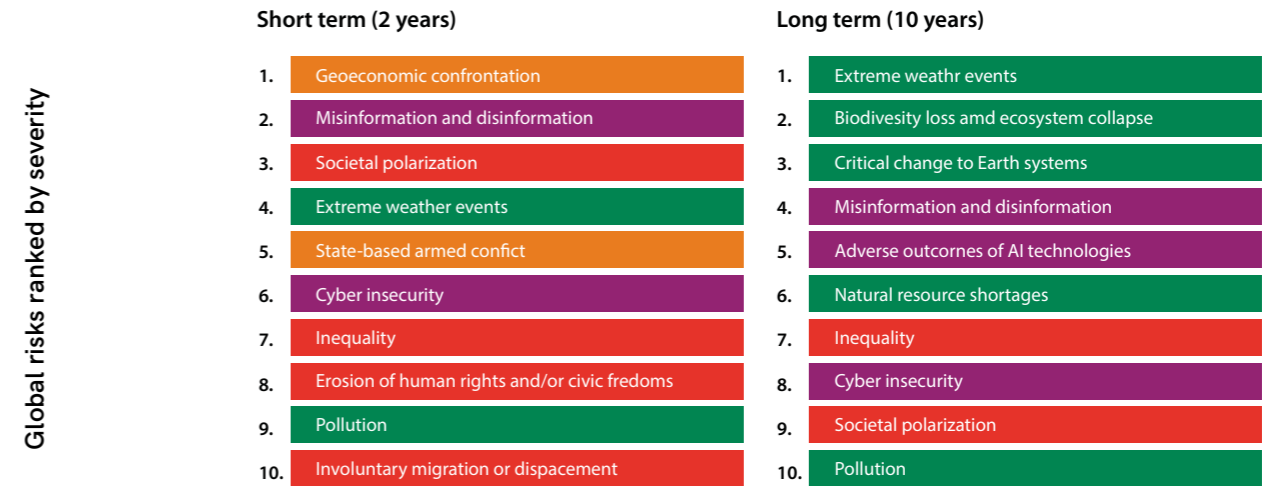 Short term (2 years)
Long term (10 years)
Global risks ranked by severity
1. Geoeconomic confrontation
2. Misinformation and disinformation
3. Societal polarization
4. Extreme weather events
5. State-based armed confict
6. Cyber insecurity
7. Inequality
8. Erosion of human rights and/or civic fredoms
9. Pollution
10. Involuntary migration or dispacement
1. Extreme weathr events
2. Biodivesity loss amd ecosystem collapse
3. Critical change to Earth systems
4. Misinformation and disinformation
5. Adverse outcornes of AI technologies
6. Natural resource shortages
7. Inequality
8. Cyber insecurity
9. Societal polarization
10. Pollution